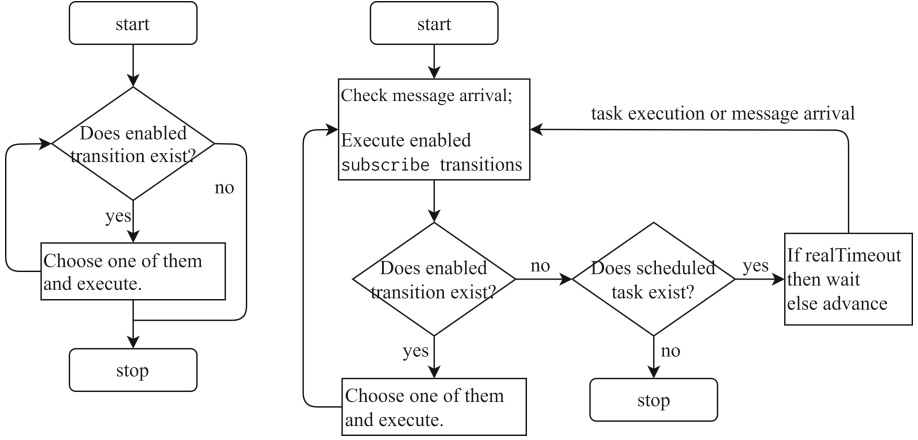 start
Does enabled
transition exist?
no
yes
Choose one of them
and execute.
stop
start
Check message arrival;
Execute enabled
subscribe transitions
task execution or message arrival
Does enabled
transition exist?
no
Does scheduled
task exist?
yes
If realTimeout
then wait
else advance
yes
no
Choose one of them
and execute.
stop